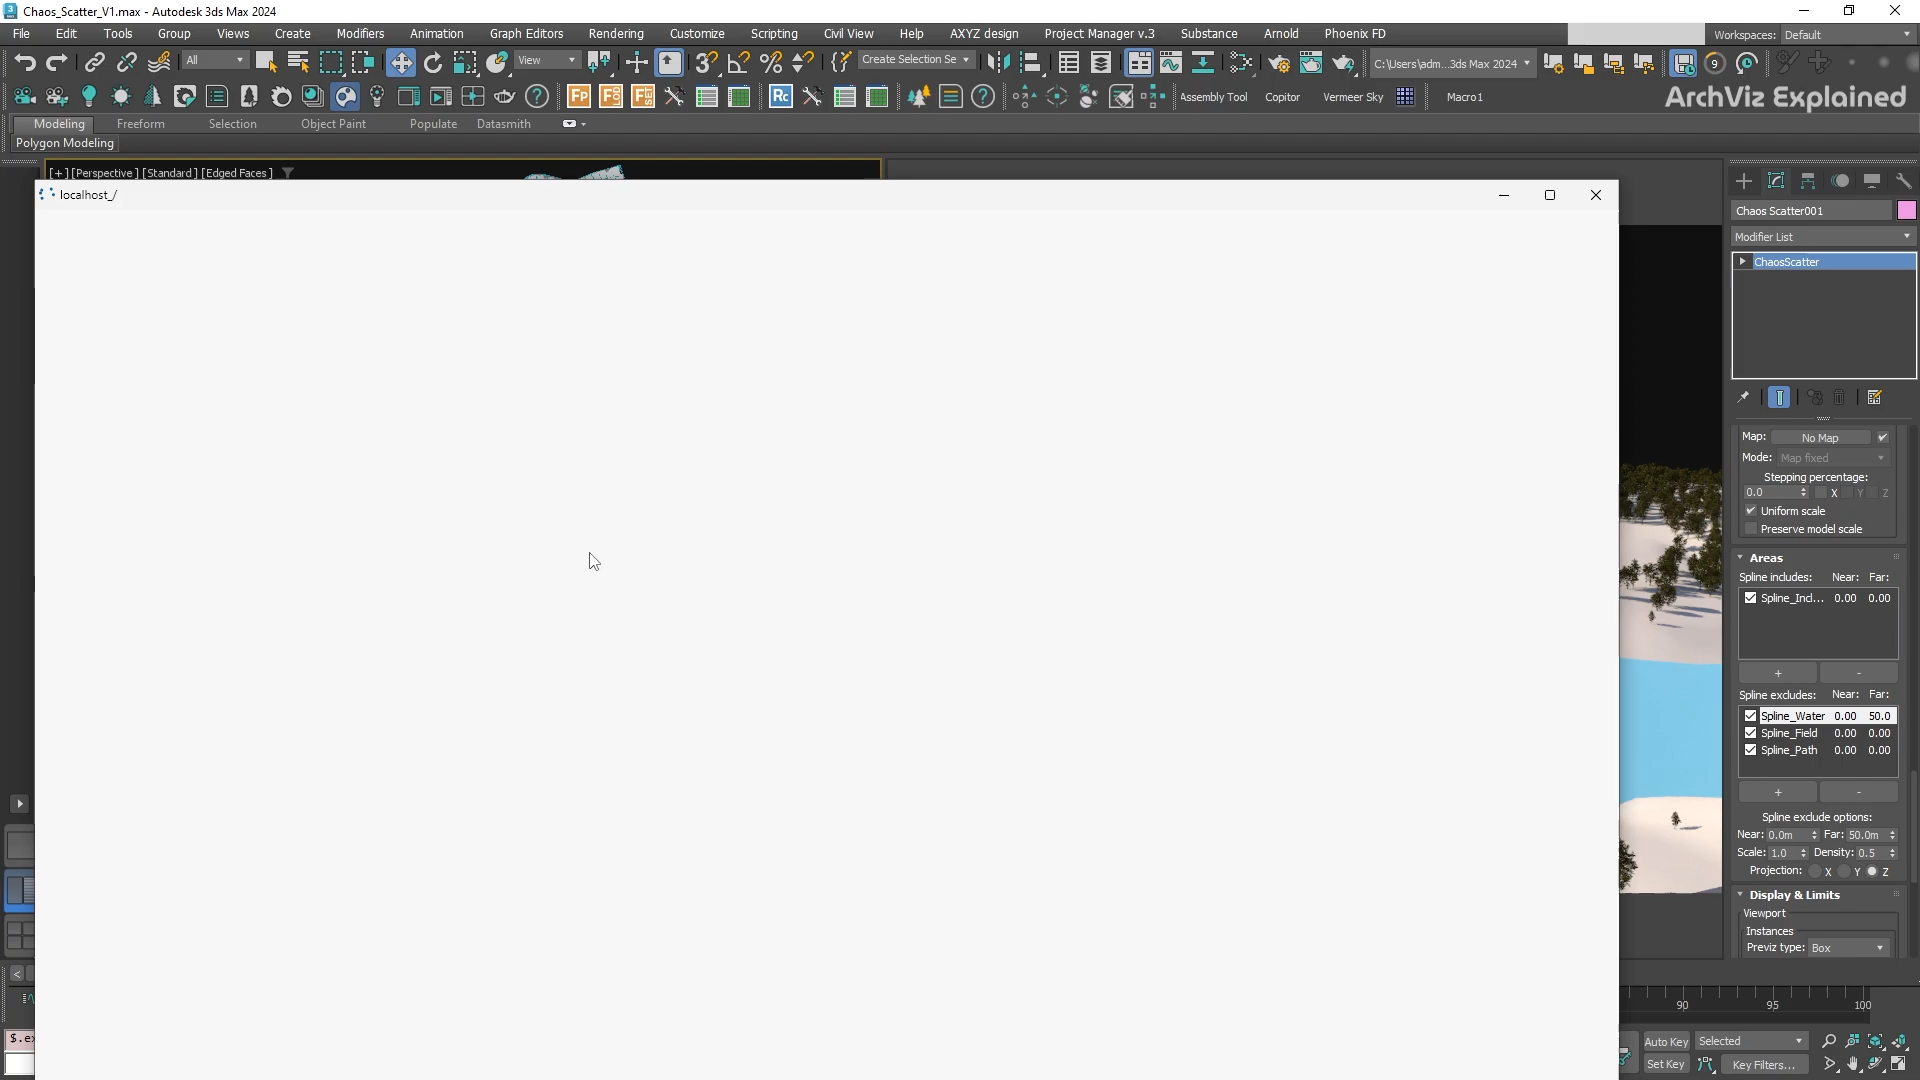 Chaos_Scatter_V1.max - Autodesk 3ds Max 2024
File Edit Tools Group Views Create Modifiers Animation Graph Editors Rendering Customize Scripting Civil View Help AXYZ design Project Manager v.3 Substance Arnold Phoenix FD
Workspaces: Default
All View Create Selection Se C:\Users\adm...3ds Max 2024
Assembly Tool Copitor Vermeer Sky Macro1
ArchViz Explained
Modeling Freeform Selection Object Paint Populate Datasmith
Polygon Modeling
[+] [Perspective] [Standard] [Edged Faces]
localhost_/
Chaos Scatter001
Modifier List
ChaosScatter
Map: No Map
Mode: Map fixed
Stepping percentage:
0.0 X Y Z
Uniform scale
Preserve model scale
Areas
Spline includes: Near: Far:
Spline_Incl... 0.00 0.00
+ -
Spline excludes: Near: Far:
Spline_Water 0.00 50.0
Spline_Field 0.00 0.00
Spline_Path 0.00 0.00
+ -
Spline exclude options:
Near: 0.0m Far: 50.0m
Scale: 1.0 Density: 0.5
Projection: X Y Z
Display & Limits
Viewport
Instances
Previz type: Box
90 95 100
Auto Key Selected
Set Key Key Filters...